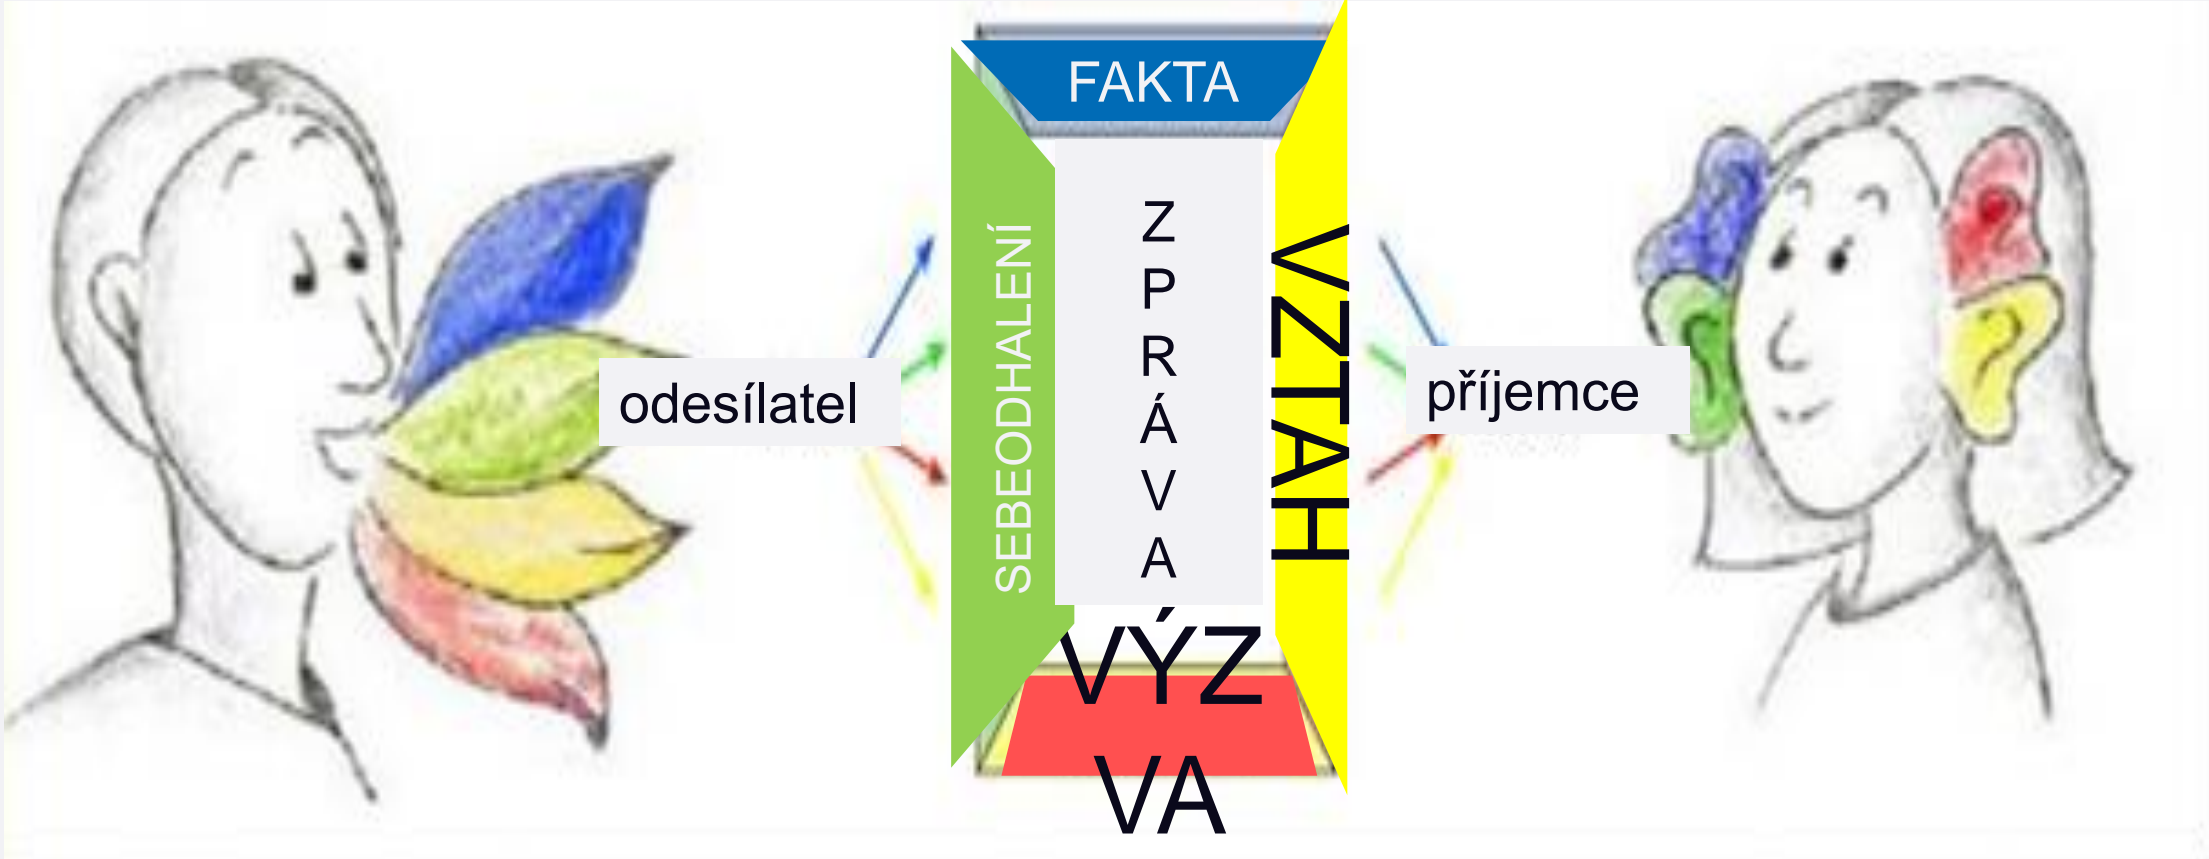 FAKTA
SEBEODHALENÍ
Z
P
R
Á
V
A
VZTAH
odesílatel
příjemce
VÝZ
VA